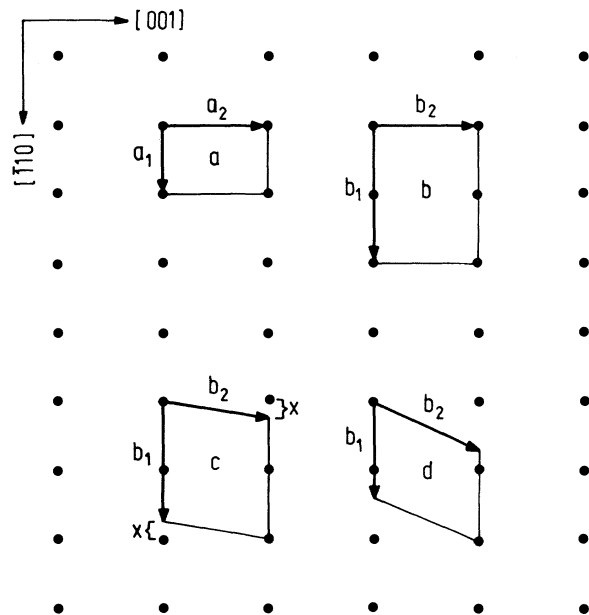 [001]
[1̄10]
a₂
a₁
a
b₂
b₁
b
b₂
}x
b₁
c
x{
b₂
b₁
d